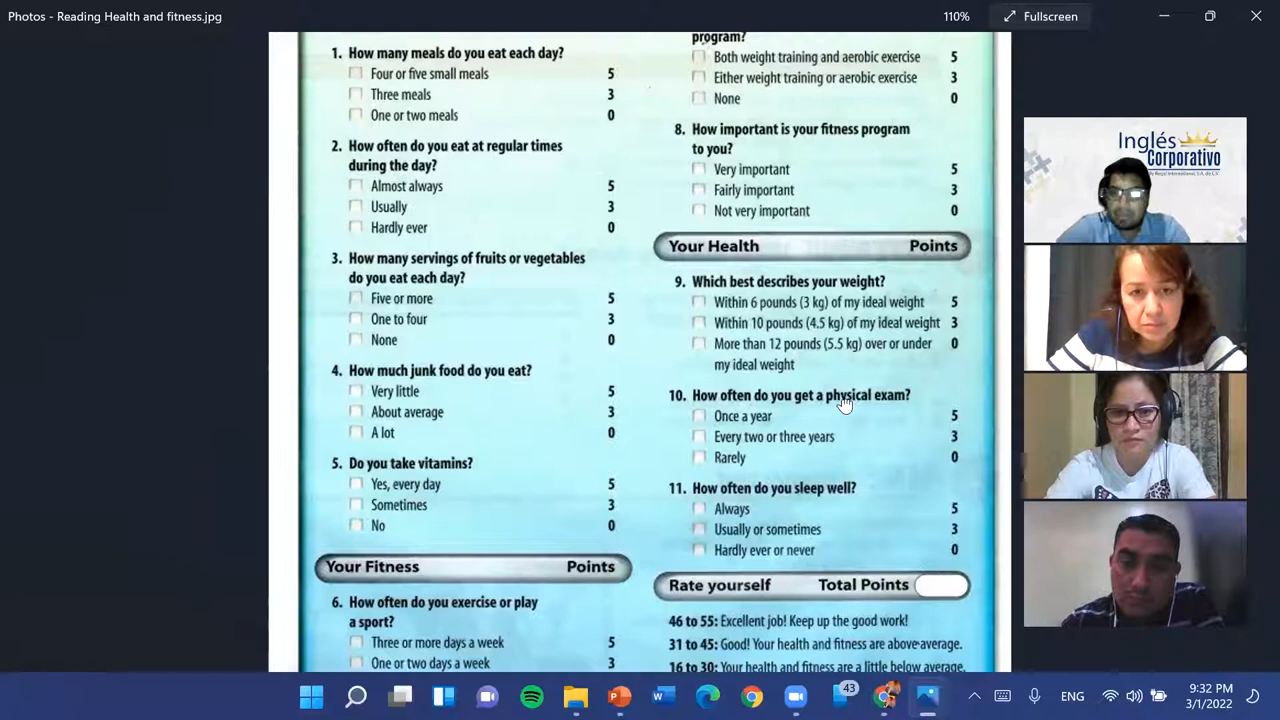 Photos - Reading Health and fitness.jpg
110%
Fullscreen
1. How many meals do you eat each day?
Four or five small meals 5
Three meals 3
One or two meals 0
2. How often do you eat at regular times
during the day?
Almost always 5
Usually 3
Hardly ever 0
3. How many servings of fruits or vegetables
do you eat each day?
Five or more 5
One to four 3
None 0
4. How much junk food do you eat?
Very little 5
About average 3
A lot 0
5. Do you take vitamins?
Yes, every day 5
Sometimes 3
No 0
Your Fitness Points
6. How often do you exercise or play
a sport?
Three or more days a week 5
One or two days a week 3
program?
Both weight training and aerobic exercise 5
Either weight training or aerobic exercise 3
None 0
8. How important is your fitness program
to you?
Very important 5
Fairly important 3
Not very important 0
Your Health Points
9. Which best describes your weight?
Within 6 pounds (3 kg) of my ideal weight 5
Within 10 pounds (4.5 kg) of my ideal weight 3
More than 12 pounds (5.5 kg) over or under 0
my ideal weight
10. How often do you get a physical exam?
Once a year 5
Every two or three years 3
Rarely 0
11. How often do you sleep well?
Always 5
Usually or sometimes 3
Hardly ever or never 0
Rate yourself Total Points
46 to 55: Excellent job! Keep up the good work!
31 to 45: Good! Your health and fitness are above average.
16 to 30: Your health and fitness are a little below average.
Inglés
Corporativo
By Regal International, S.A. de C.V.
43
ENG
9:32 PM
3/1/2022